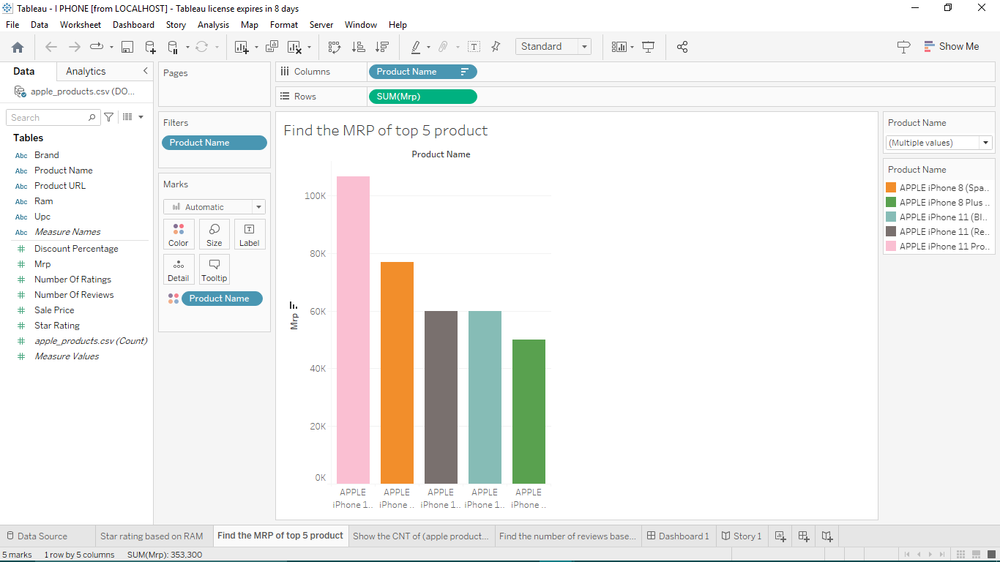 Tableau - I PHONE [from LOCALHOST] - Tableau license expires in 8 days
File Data Worksheet Dashboard Story Analysis Map Format Server Window Help
Standard
Show Me
Data Analytics
apple_products.csv (DO...
Search
Tables
Abc Brand
Abc Product Name
Abc Product URL
Abc Ram
Abc Upc
Abc Measure Names
# Discount Percentage
# Mrp
# Number Of Ratings
# Number Of Reviews
# Sale Price
# Star Rating
# apple_products.csv (Count)
# Measure Values
Pages
Filters
Product Name
Marks
Automatic
Color Size Label
Detail Tooltip
Product Name
Columns Product Name
Rows SUM(Mrp)
Find the MRP of top 5 product
Product Name
100K
80K
60K
40K
20K
0K
Mrp
APPLE iPhone 1..
APPLE iPhone ..
APPLE iPhone 1..
APPLE iPhone 1..
APPLE iPhone ..
Product Name
(Multiple values)
Product Name
APPLE iPhone 8 (Spa..
APPLE iPhone 8 Plus ..
APPLE iPhone 11 (Bl..
APPLE iPhone 11 (Re..
APPLE iPhone 11 Pro..
Data Source Star rating based on RAM Find the MRP of top 5 product Show the CNT of (apple product... Find the number of reviews base... Dashboard 1 Story 1
5 marks 1 row by 5 columns SUM(Mrp): 353,300